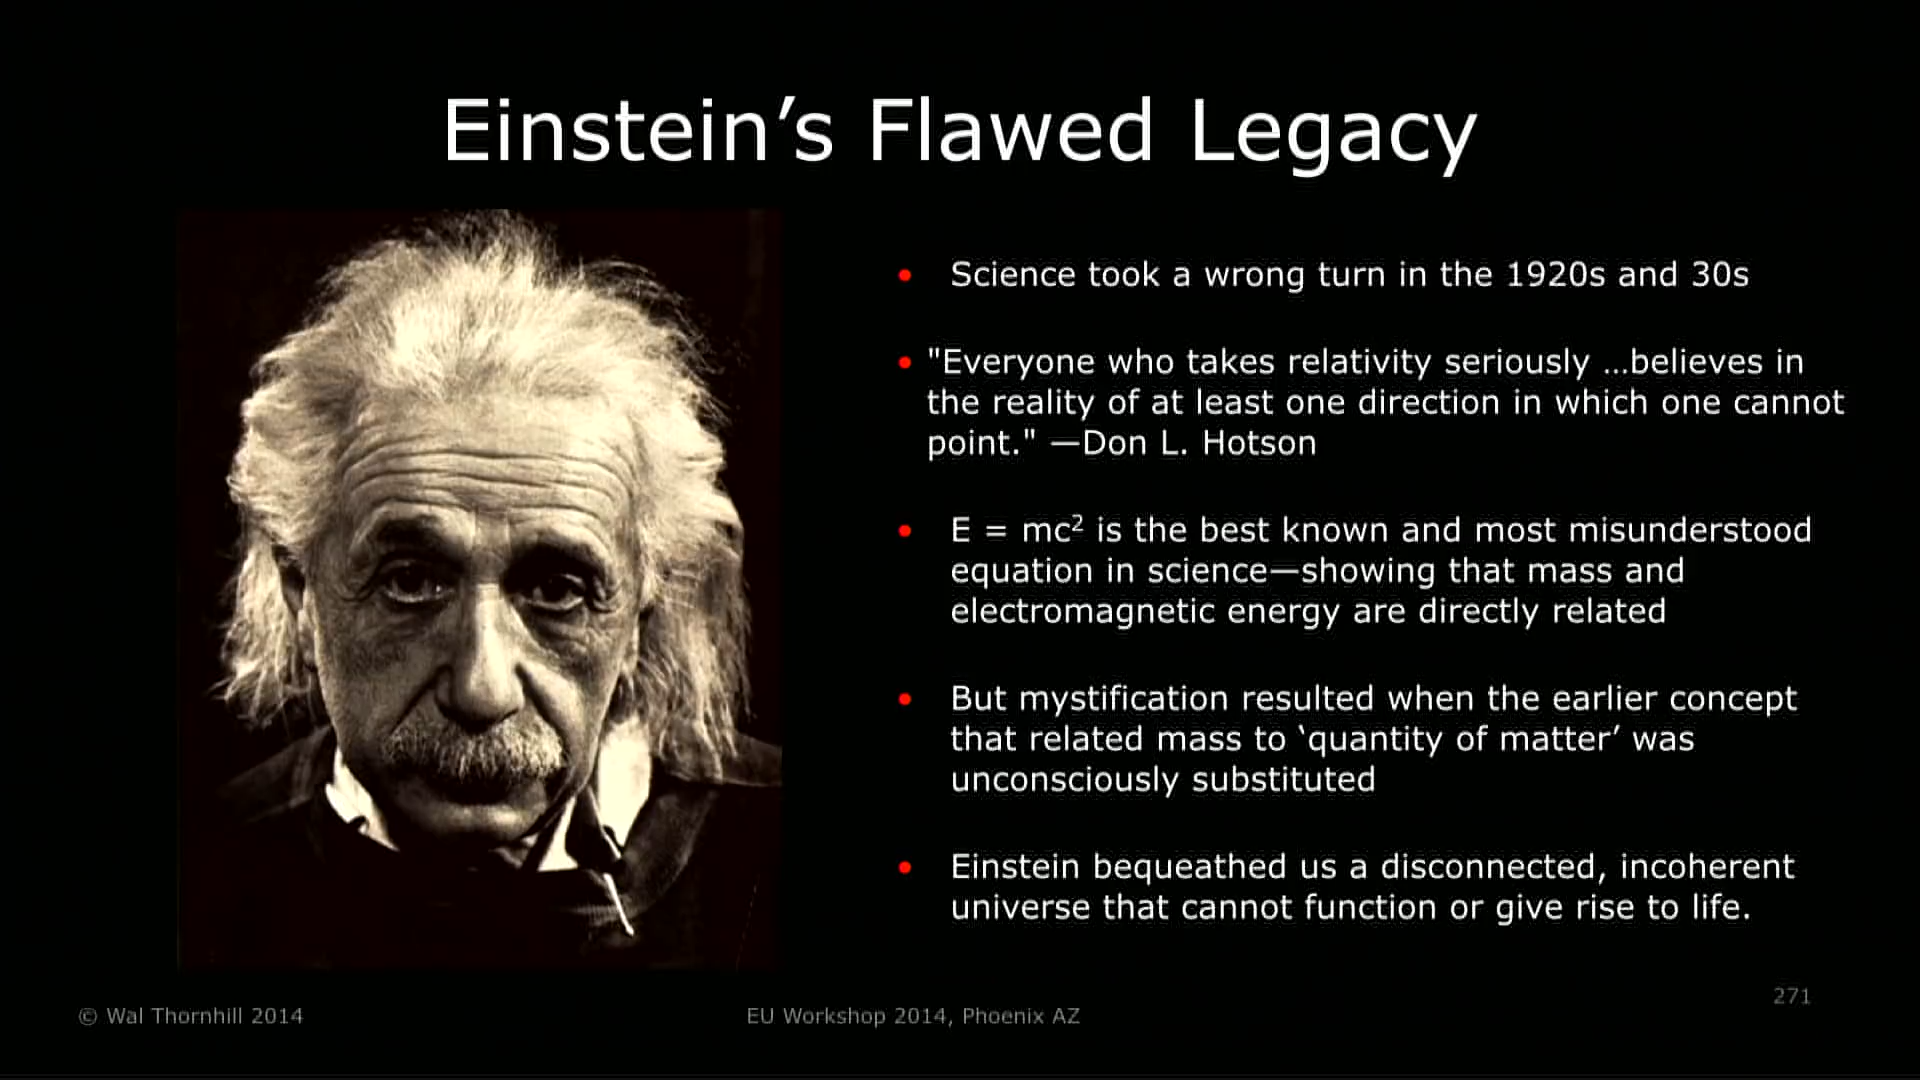 Einstein’s Flawed Legacy
• Science took a wrong turn in the 1920s and 30s
• "Everyone who takes relativity seriously ...believes in
the reality of at least one direction in which one cannot
point." —Don L. Hotson
• E = mc² is the best known and most misunderstood
equation in science—showing that mass and
electromagnetic energy are directly related
• But mystification resulted when the earlier concept
that related mass to ‘quantity of matter’ was
unconsciously substituted
• Einstein bequeathed us a disconnected, incoherent
universe that cannot function or give rise to life.
271
© Wal Thornhill 2014
EU Workshop 2014, Phoenix AZ